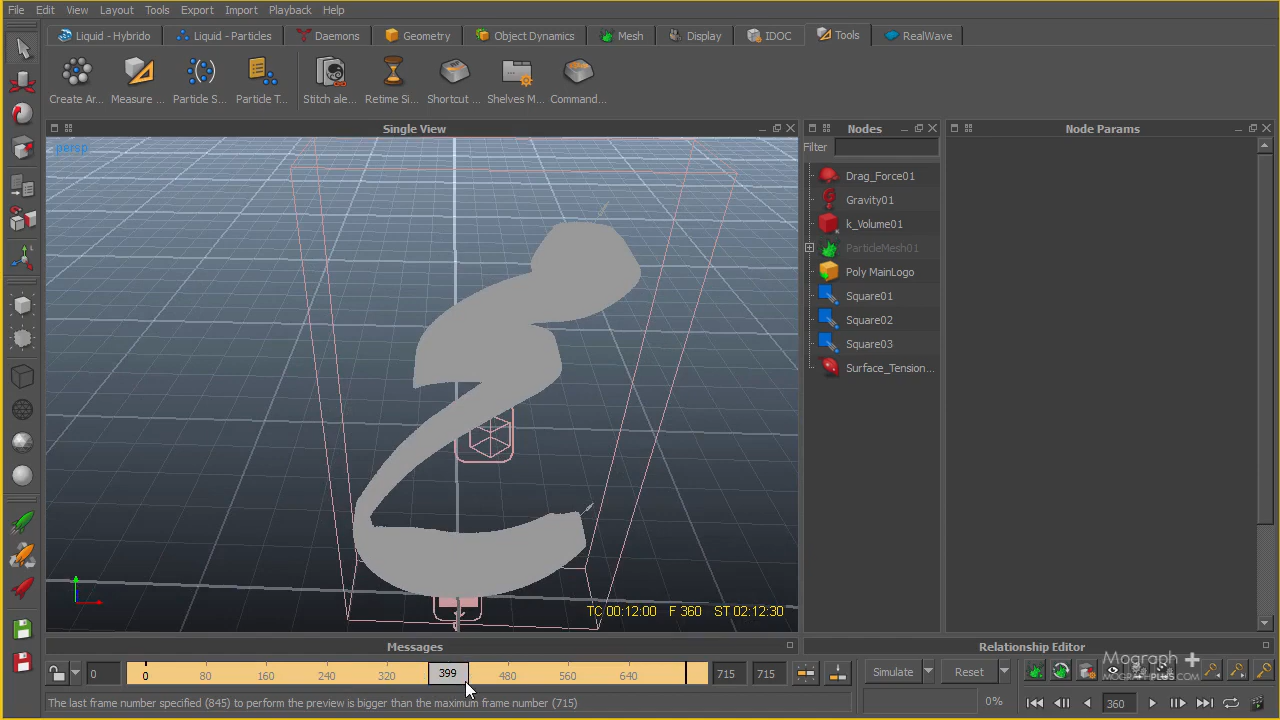 File Edit View Layout Tools Export Import Playback Help
Liquid - Hybrido Liquid - Particles Daemons Geometry Object Dynamics Mesh Display IDOC Tools RealWave
Create Ar... Measure ... Particle S... Particle T... Stitch ale... Retime Si... Shortcut ... Shelves M... Command...
Single View Nodes Node Params
persp
Filter
Drag_Force01
Gravity01
k_Volume01
ParticleMesh01
Poly MainLogo
Square01
Square02
Square03
Surface_Tension...
TC 00:12:00 F 360 ST 02:12:30
Messages Relationship Editor
0 0 80 160 240 320 399 480 560 640 715 715 Simulate Reset
Mograph
MOGRAPHPLUS.COM
The last frame number specified (845) to perform the preview is bigger than the maximum frame number (715) 0% 360